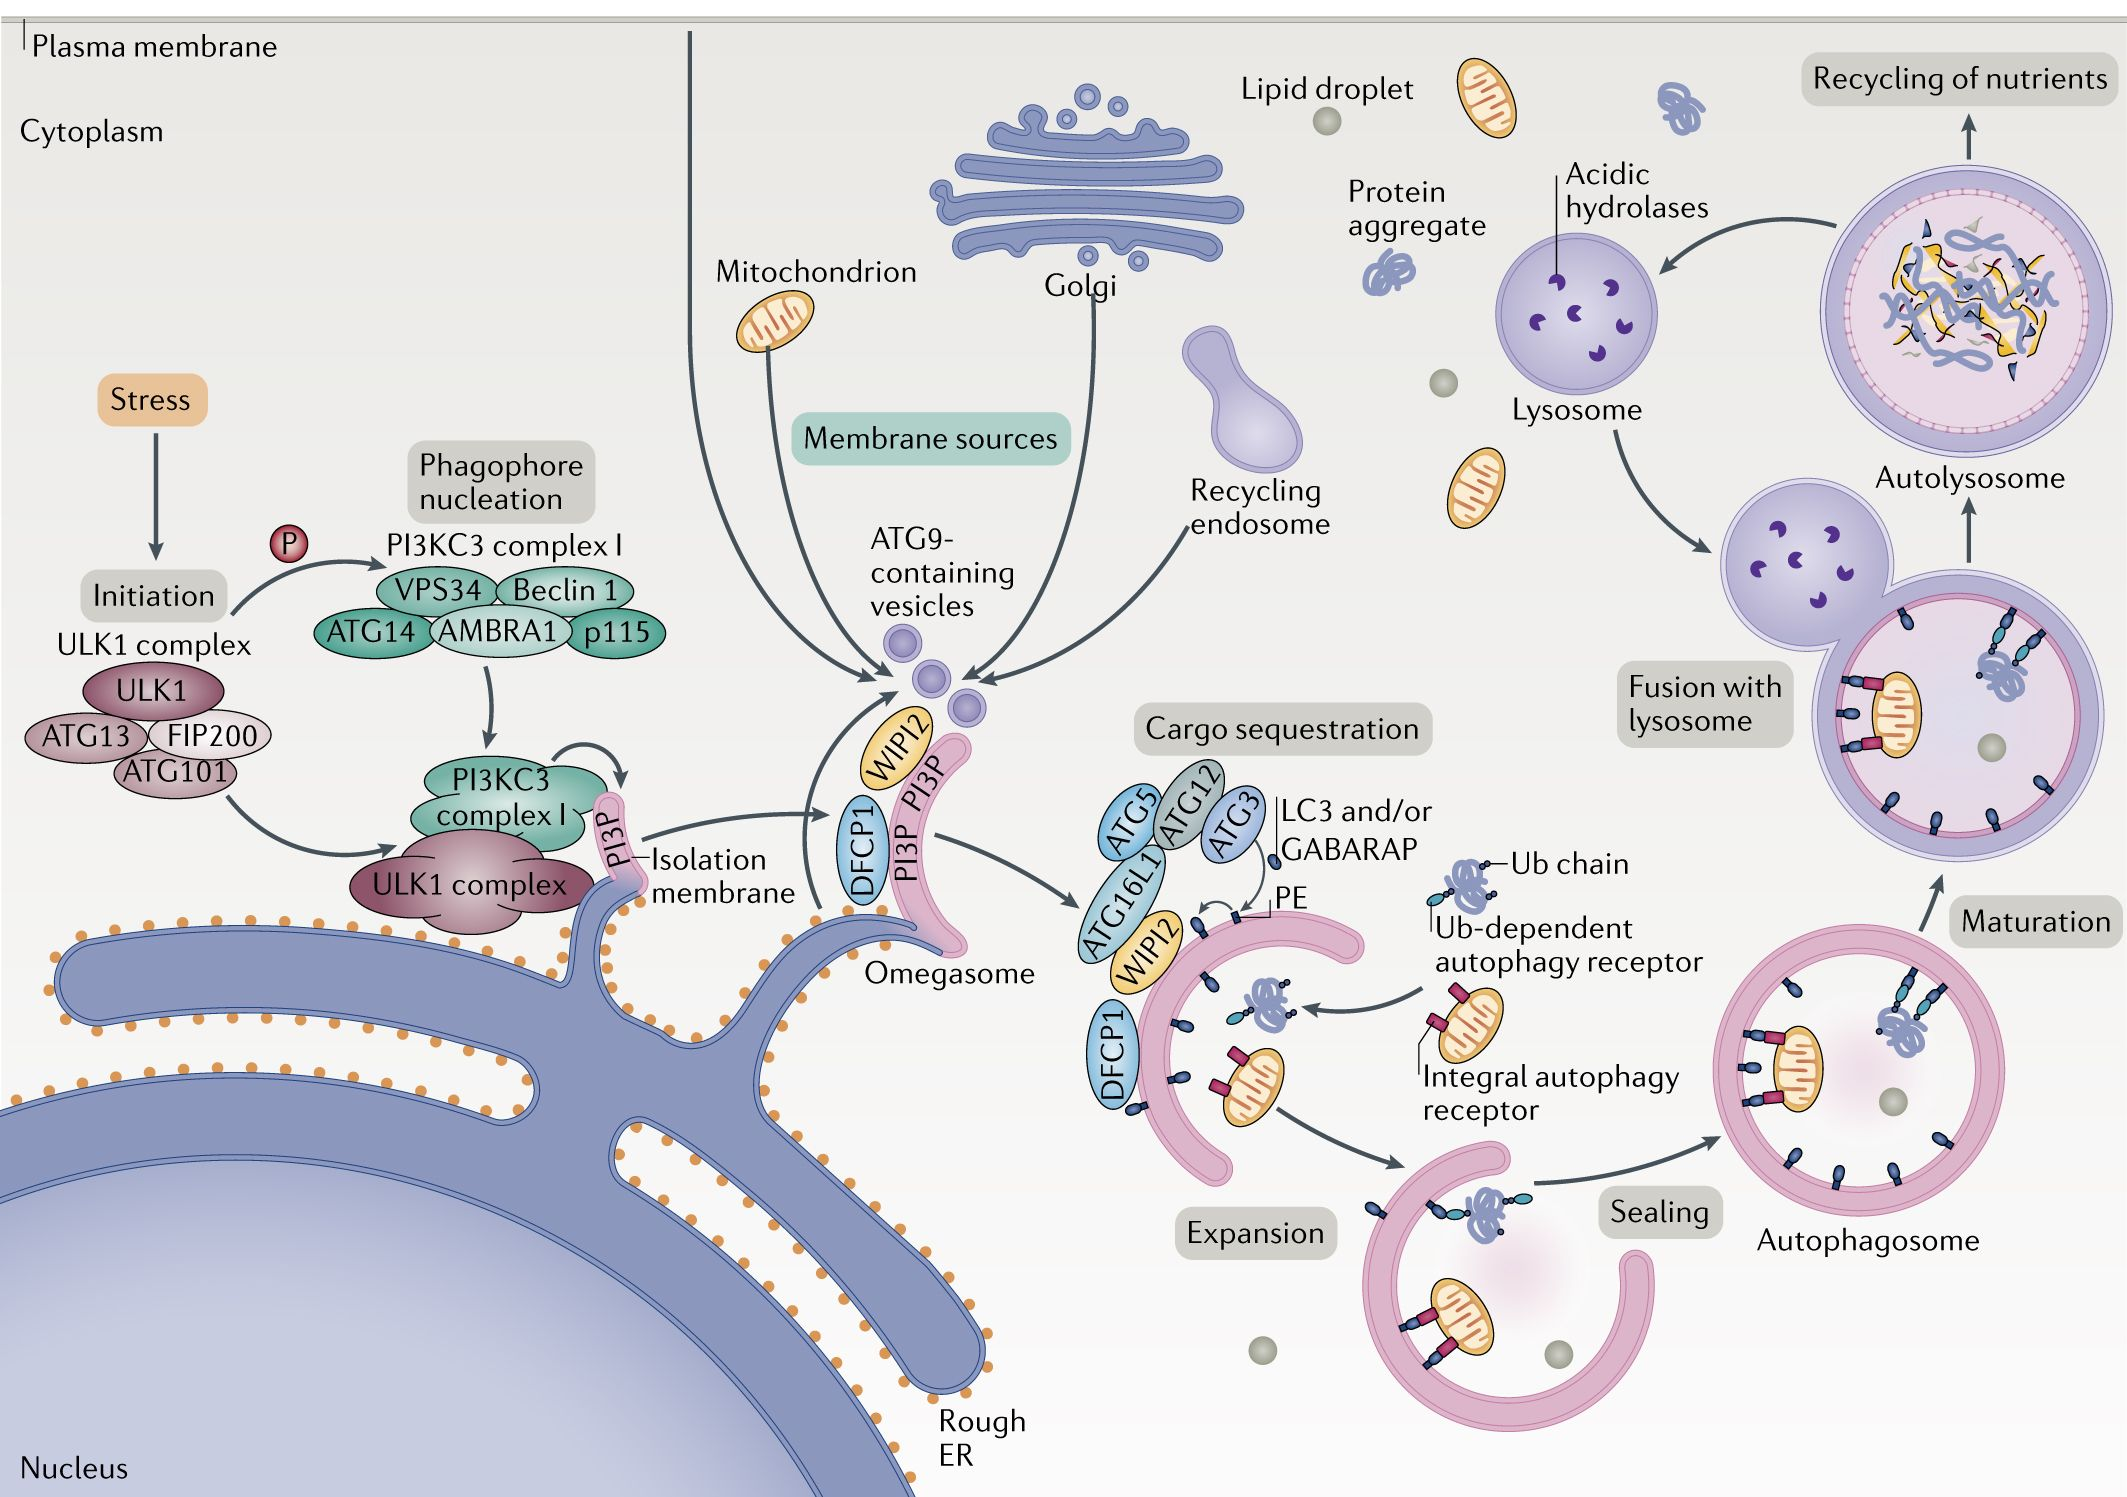 Plasma membrane
Cytoplasm
Stress
Initiation
ULK1 complex
ULK1
ATG13
FIP200
ATG101
P
Phagophore
nucleation
PI3KC3 complex I
VPS34
Beclin 1
ATG14
AMBRA1
p115
PI3KC3
complex I
ULK1 complex
PI3P
Isolation
membrane
Mitochondrion
Golgi
Membrane sources
Recycling
endosome
ATG9-
containing
vesicles
WIPI2
PI3P
DFCP1
PI3P
Omegasome
Rough
ER
Nucleus
Cargo sequestration
ATG5
ATG12
ATG3
ATG16L1
WIPI2
DFCP1
LC3 and/or
GABARAP
PE
Ub chain
Ub-dependent
autophagy receptor
Integral autophagy
receptor
Expansion
Sealing
Autophagosome
Maturation
Fusion with
lysosome
Lipid droplet
Protein
aggregate
Acidic
hydrolases
Lysosome
Autolysosome
Recycling of nutrients